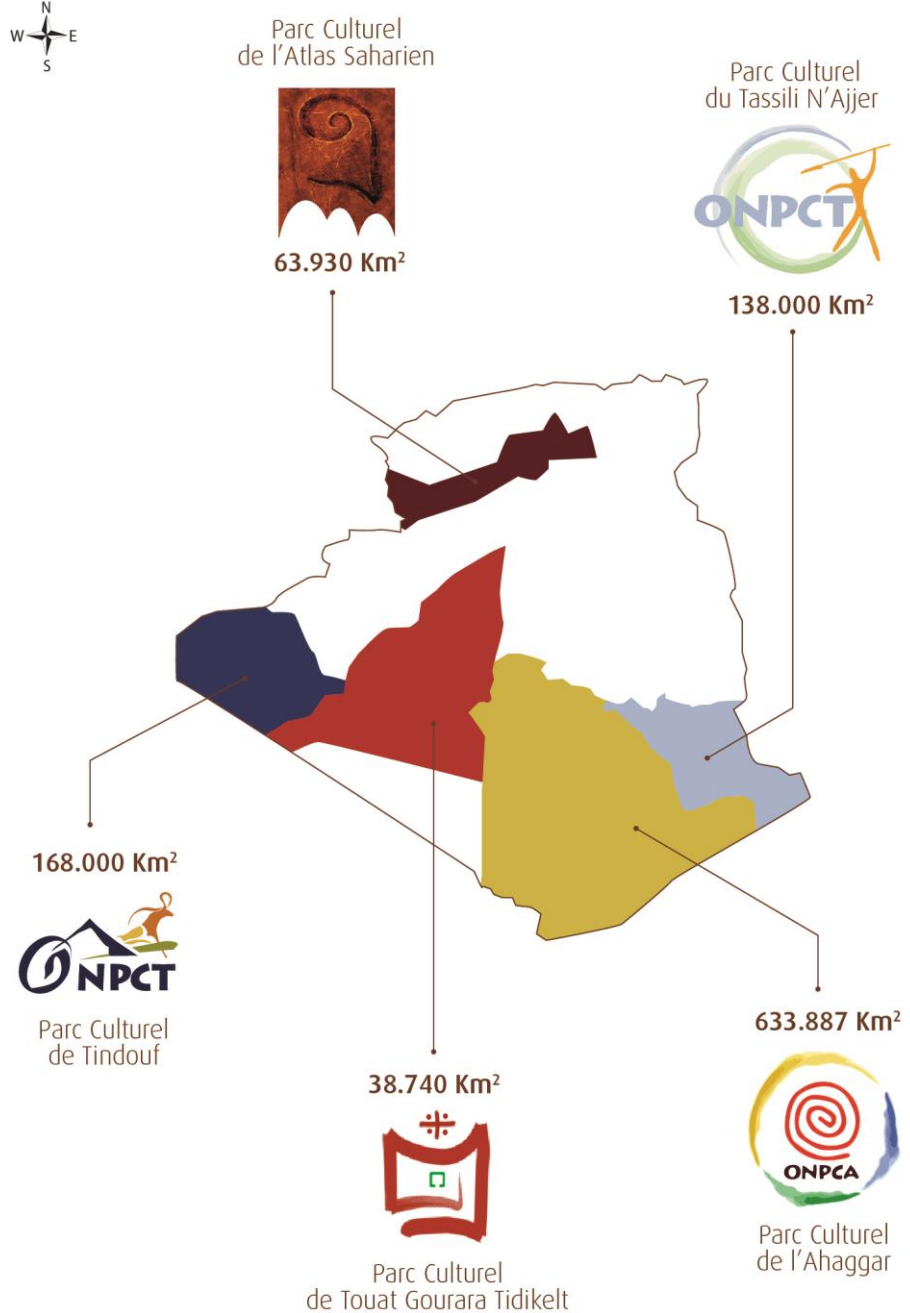 N
W E
S
Parc Culturel
de l'Atlas Saharien
63.930 Km²
Parc Culturel
du Tassili N'Ajjer
ONPCT
138.000 Km²
168.000 Km²
ONPCT
Parc Culturel
de Tindouf
38.740 Km²
Parc Culturel
de Touat Gourara Tidikelt
633.887 Km²
ONPCA
Parc Culturel
de l'Ahaggar